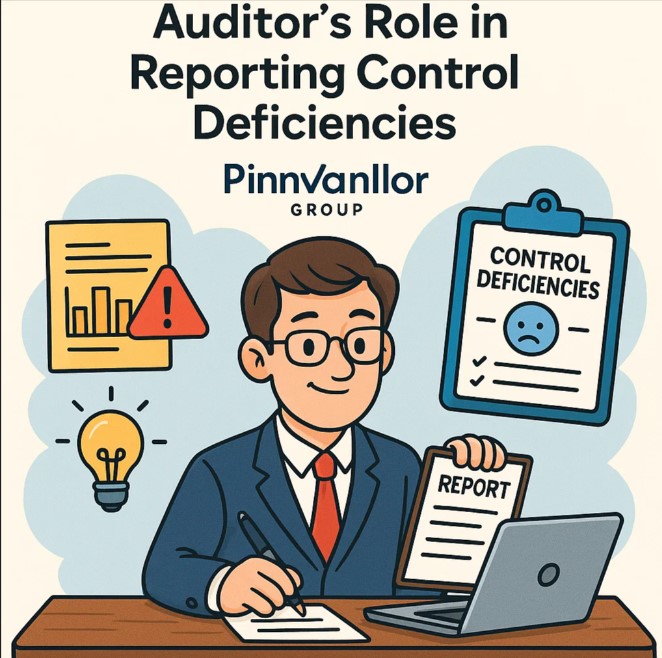 Auditor's Role in
Reporting Control
Deficiencies
PinnVanllor
GROUP
CONTROL
DEFICIENCIES
REPORT